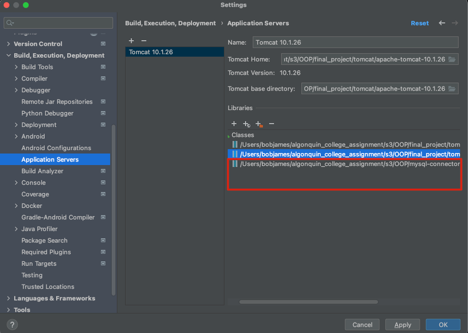 Settings
Version Control
Build, Execution, Deployment
Build Tools
Compiler
Debugger
Remote Jar Repositories
Python Debugger
Deployment
Android
Android Configurations
Application Servers
Build Analyzer
Console
Coverage
Docker
Gradle-Android Compiler
Java Profiler
Package Search
Required Plugins
Run Targets
Testing
Trusted Locations
Languages & Frameworks
Tools
Build, Execution, Deployment › Application Servers
Reset
Tomcat 10.1.26
Name: Tomcat 10.1.26
Tomcat Home: t/s3/OOP/final_project/tomcat/apache-tomcat-10.1.26
Tomcat Version: 10.1.26
Tomcat base directory: OP/final_project/tomcat/apache-tomcat-10.1.26
Libraries
Classes
/Users/bobjames/algonquin_college_assignment/s3/OOP/final_project/tom
/Users/bobjames/algonquin_college_assignment/s3/OOP/final_project/tom
/Users/bobjames/algonquin_college_assignment/s3/OOP/mysql-connector
?
Cancel
Apply
OK